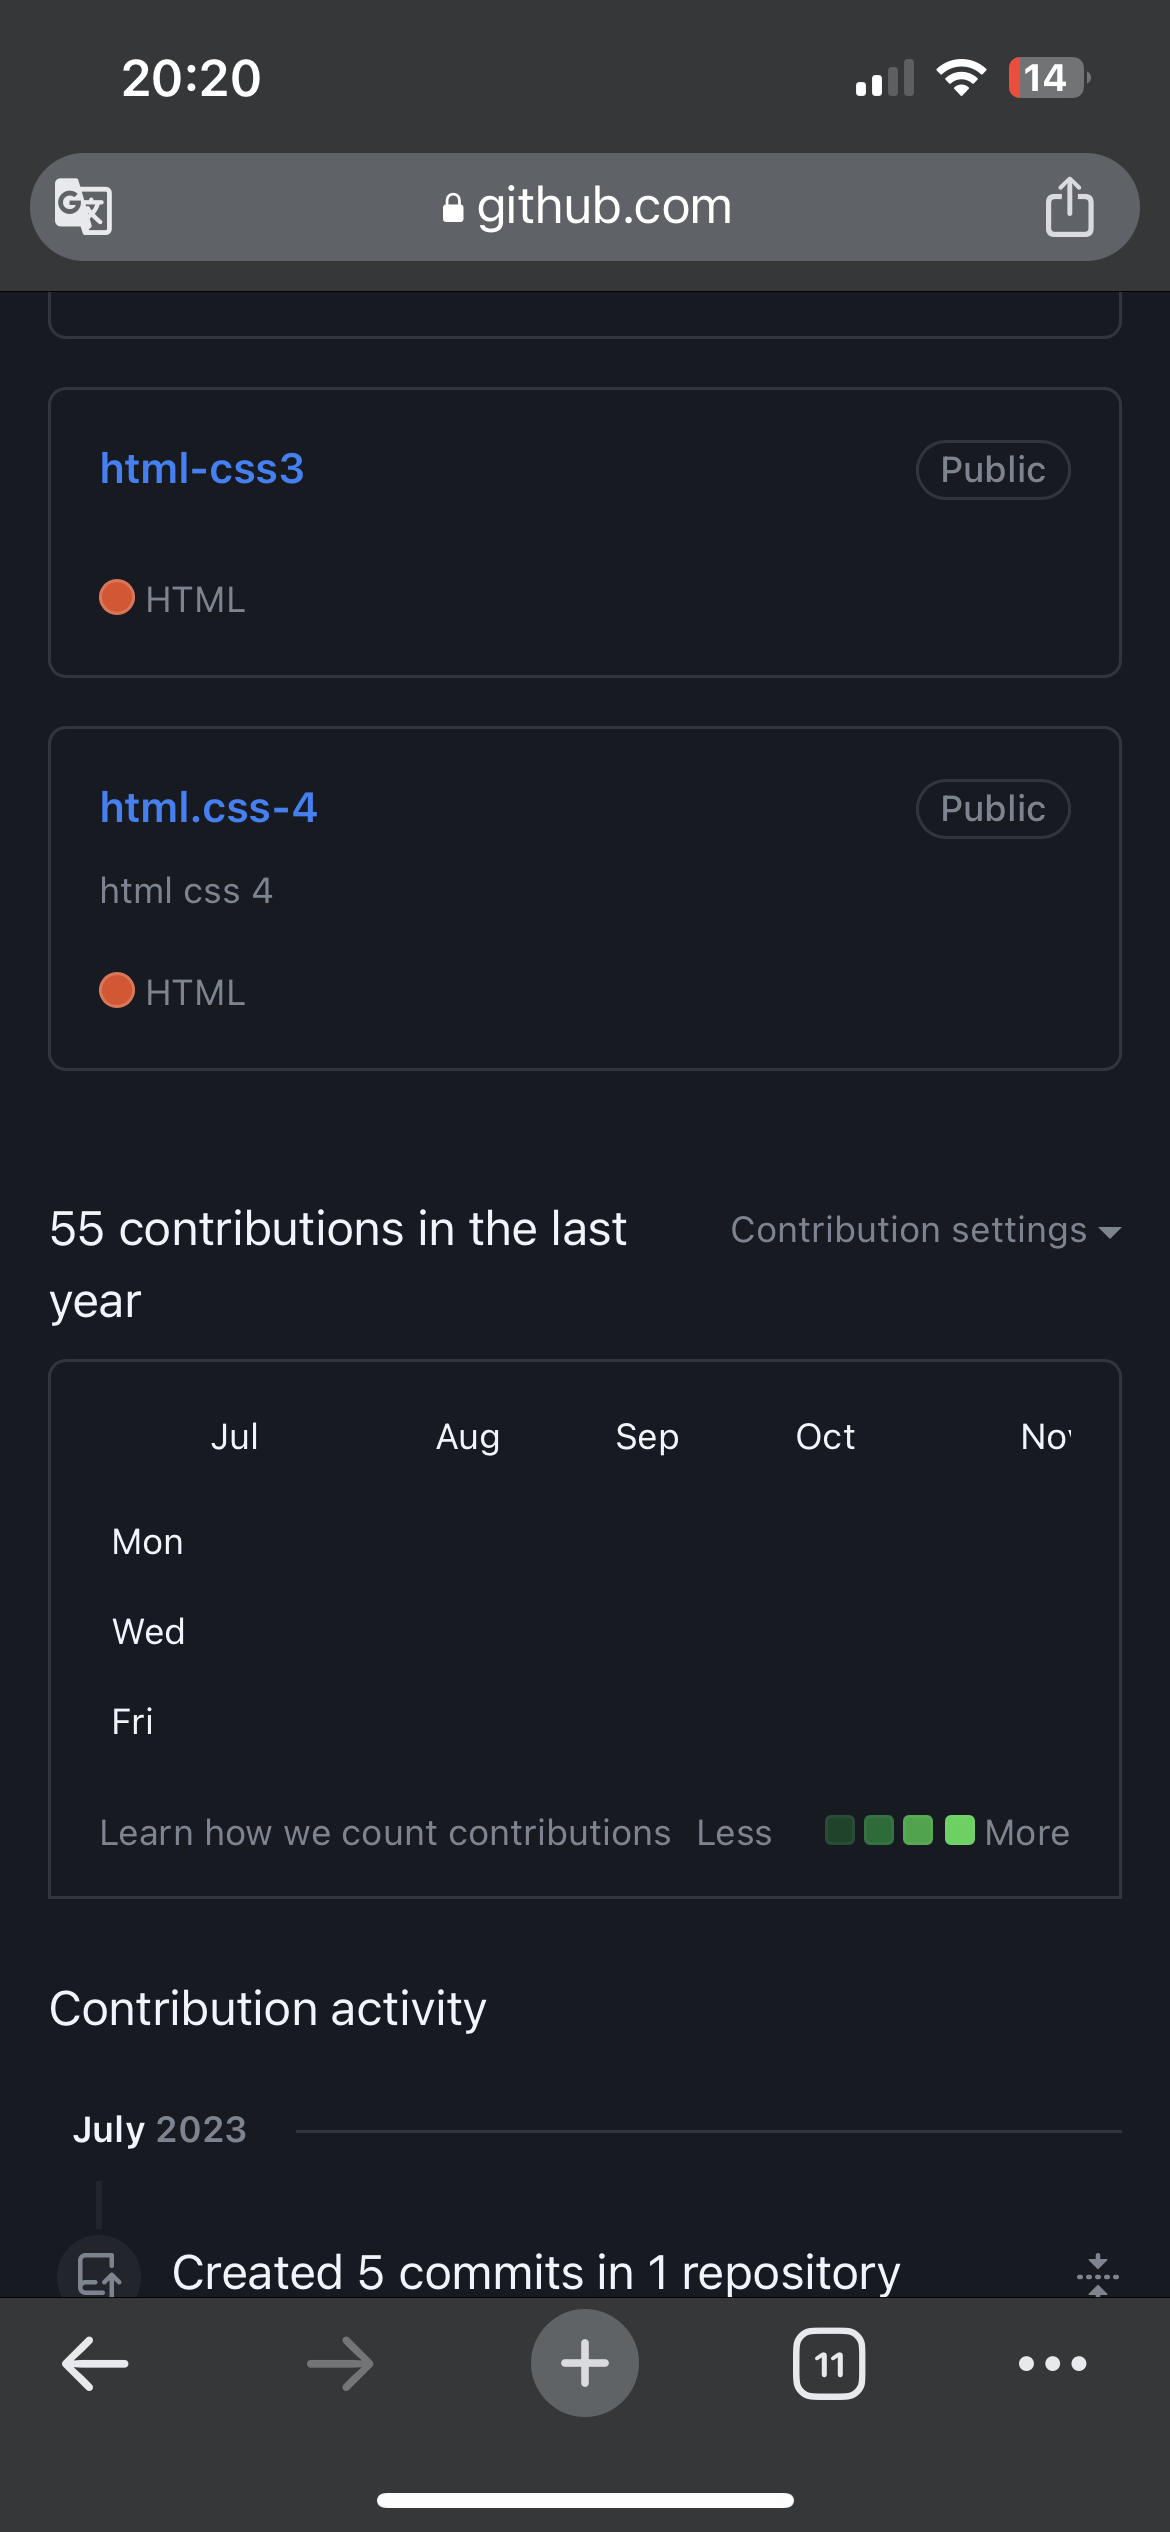 20:20
14
github.com
html-css3
Public
HTML
html.css-4
Public
html css 4
HTML
55 contributions in the last
year
Contribution settings
Jul Aug Sep Oct Nov
Mon
Wed
Fri
Learn how we count contributions Less More
Contribution activity
July 2023
Created 5 commits in 1 repository
11